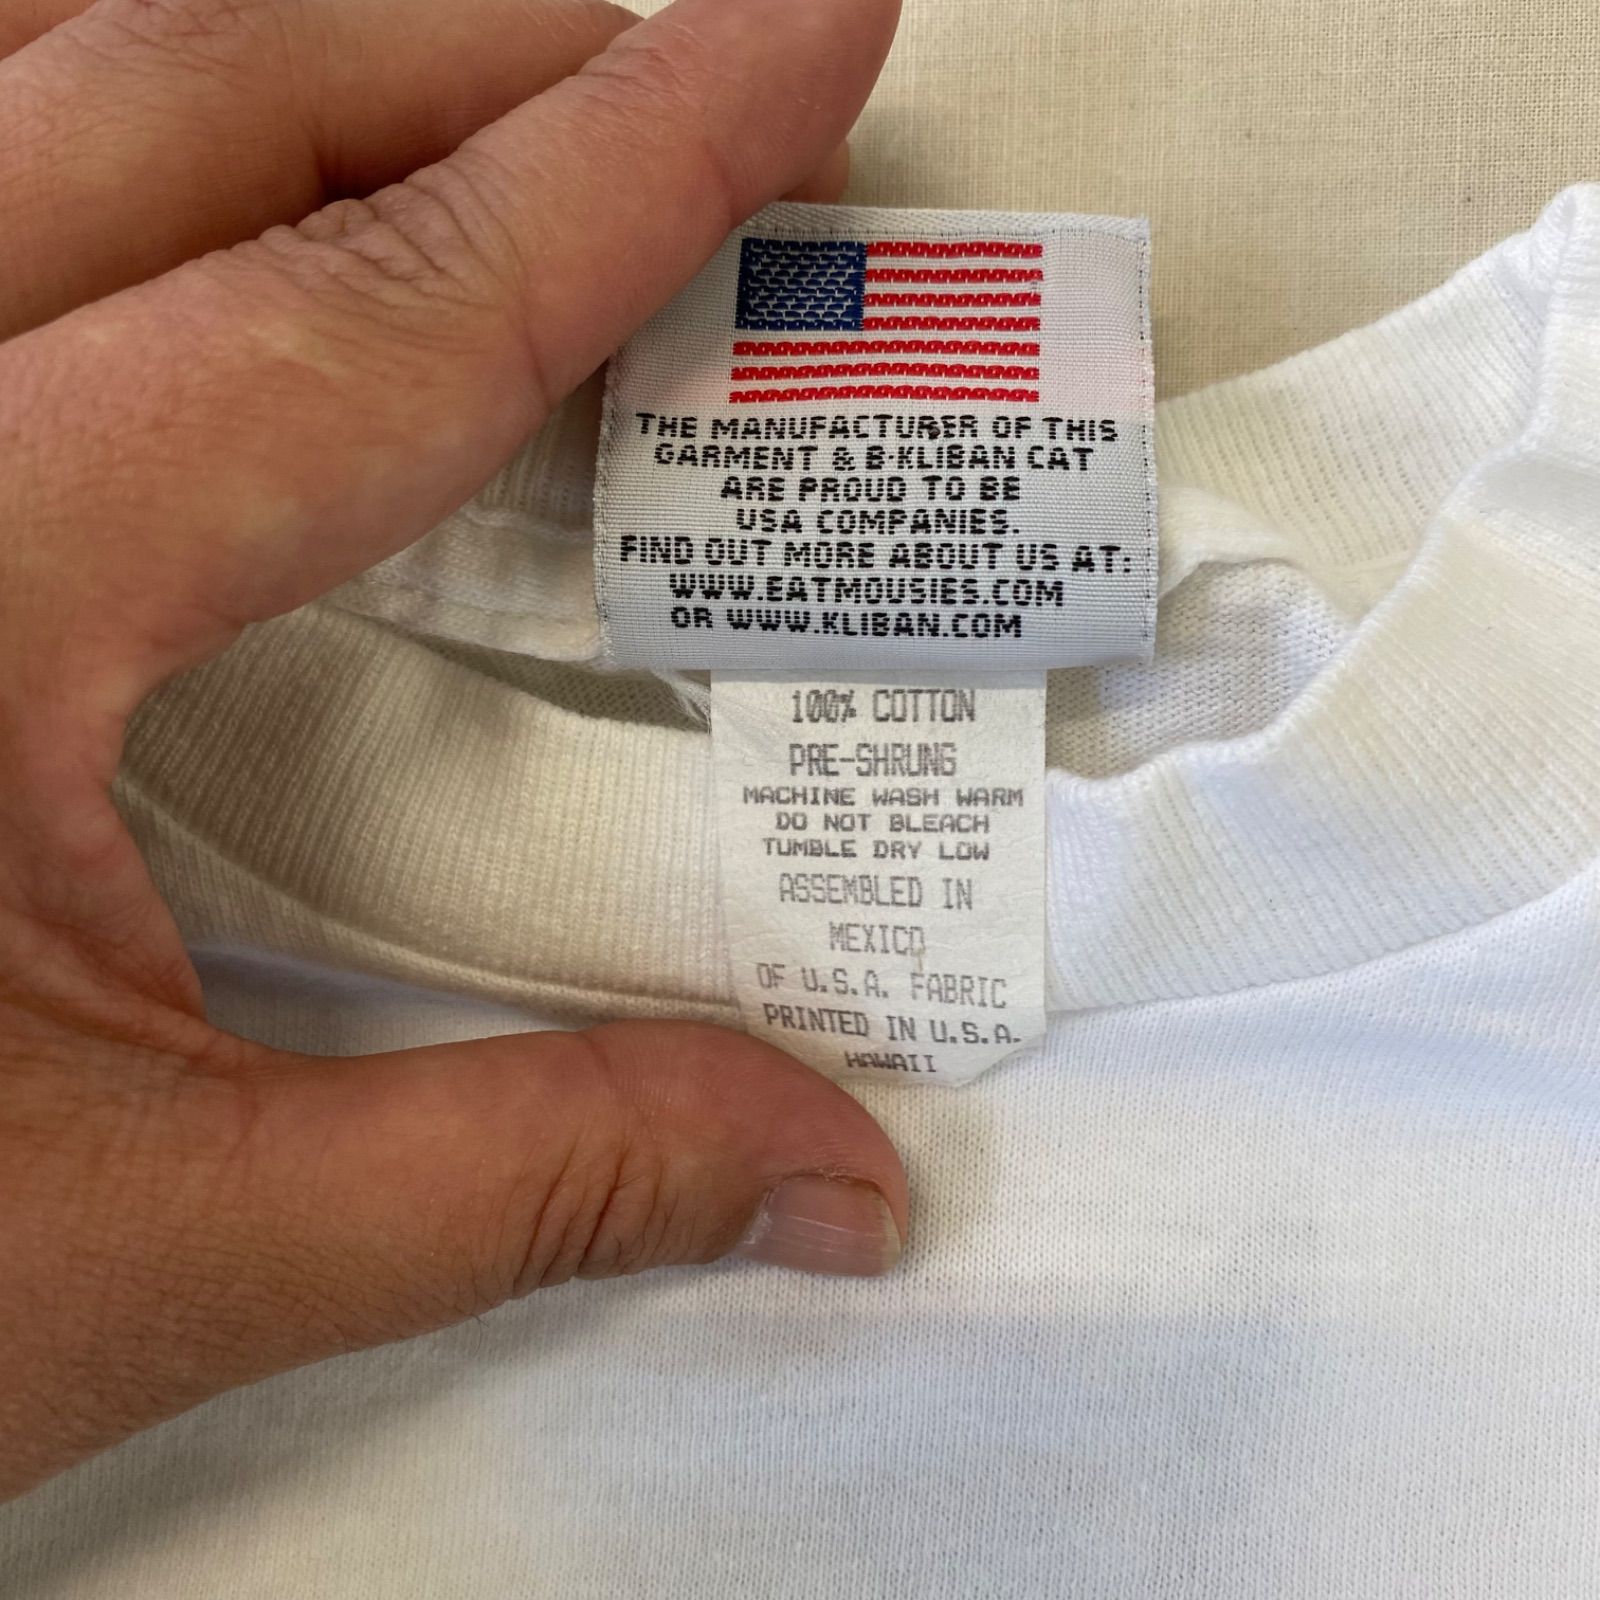 THE MANUFACTURER OF THIS
GARMENT & B·KLIBAN CAT
ARE PROUD TO BE
USA COMPANIES.
FIND OUT MORE ABOUT US AT:
WWW.EATMOUSIES.COM
OR WWW.KLIBAN.COM
100% COTTON
PRE-SHRUNG
MACHINE WASH WARM
DO NOT BLEACH
TUMBLE DRY LOW
ASSEMBLED IN
MEXICO
OF U.S.A. FABRIC
PRINTED IN U.S.A.
HAWAII